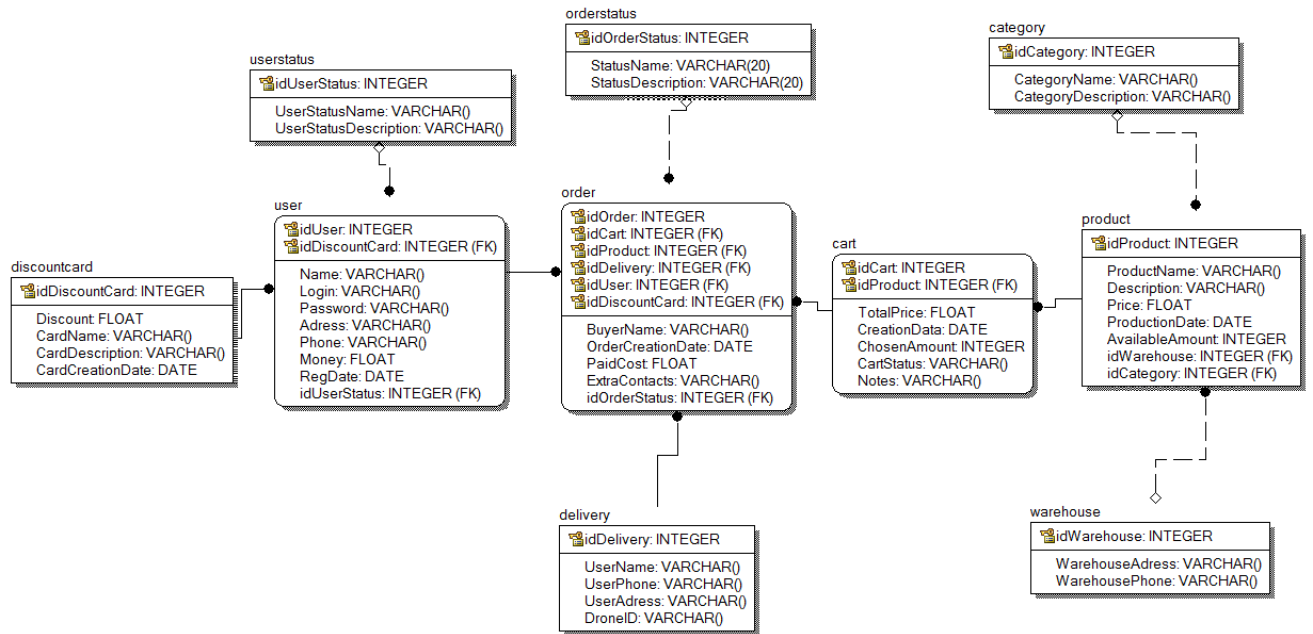 orderstatus
idOrderStatus: INTEGER
StatusName: VARCHAR(20)
StatusDescription: VARCHAR(20)
category
idCategory: INTEGER
CategoryName: VARCHAR()
CategoryDescription: VARCHAR()
userstatus
idUserStatus: INTEGER
UserStatusName: VARCHAR()
UserStatusDescription: VARCHAR()
user
idUser: INTEGER
idDiscountCard: INTEGER (FK)
Name: VARCHAR()
Login: VARCHAR()
Password: VARCHAR()
Adress: VARCHAR()
Phone: VARCHAR()
Money: FLOAT
RegDate: DATE
idUserStatus: INTEGER (FK)
order
idOrder: INTEGER
idCart: INTEGER (FK)
idProduct: INTEGER (FK)
idDelivery: INTEGER (FK)
idUser: INTEGER (FK)
idDiscountCard: INTEGER (FK)
BuyerName: VARCHAR()
OrderCreationDate: DATE
PaidCost: FLOAT
ExtraContacts: VARCHAR()
idOrderStatus: INTEGER (FK)
cart
idCart: INTEGER
idProduct: INTEGER (FK)
TotalPrice: FLOAT
CreationData: DATE
ChosenAmount: INTEGER
CartStatus: VARCHAR()
Notes: VARCHAR()
product
idProduct: INTEGER
ProductName: VARCHAR()
Description: VARCHAR()
Price: FLOAT
ProductionDate: DATE
AvailableAmount: INTEGER
idWarehouse: INTEGER (FK)
idCategory: INTEGER (FK)
discountcard
idDiscountCard: INTEGER
Discount: FLOAT
CardName: VARCHAR()
CardDescription: VARCHAR()
CardCreationDate: DATE
delivery
idDelivery: INTEGER
UserName: VARCHAR()
UserPhone: VARCHAR()
UserAdress: VARCHAR()
DroneID: VARCHAR()
warehouse
idWarehouse: INTEGER
WarehouseAdress: VARCHAR()
WarehousePhone: VARCHAR()